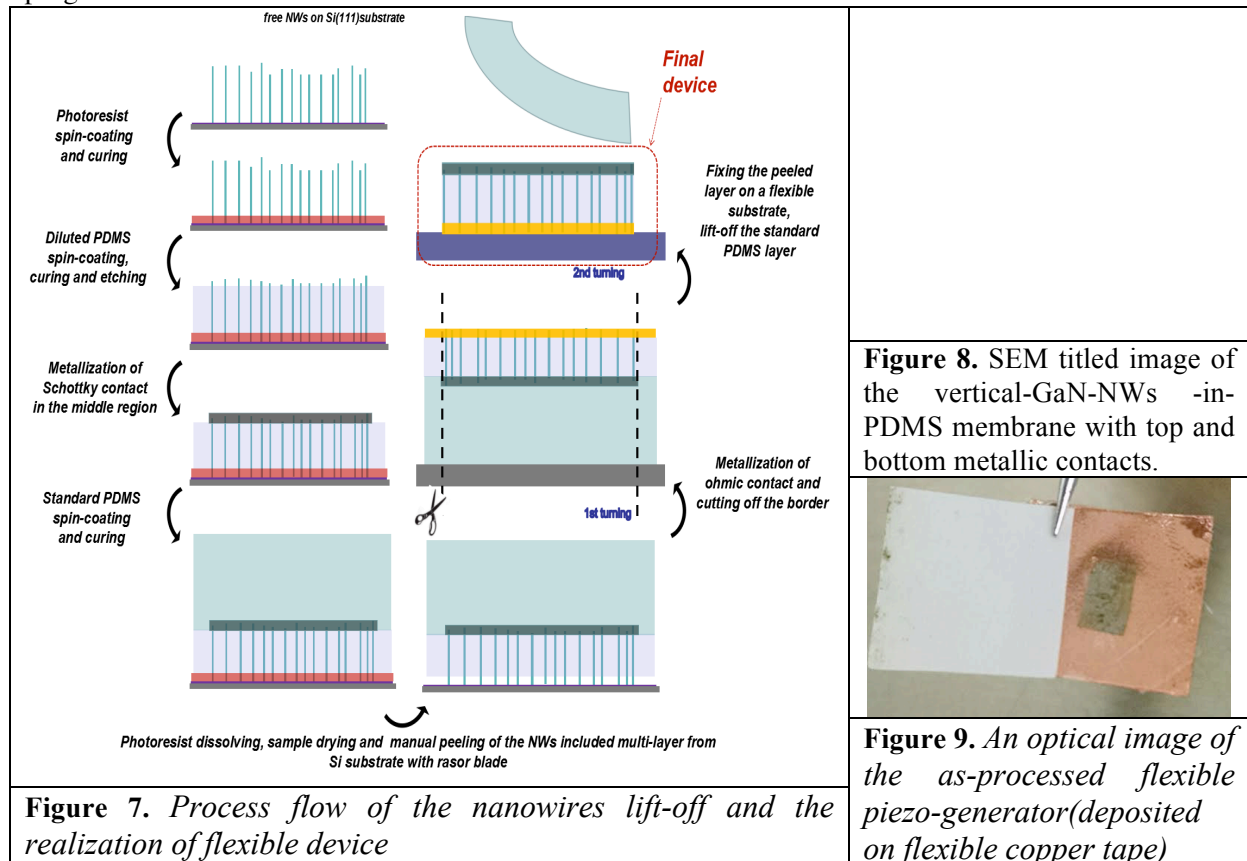 free NWs on Si(111)substrate
Photoresist
spin-coating
and curing
Diluted PDMS
spin-coating,
curing and etching
Metallization of
Schottky contact
in the middle region
Standard PDMS
spin-coating
and curing
Photoresist dissolving, sample drying and manual peeling of the NWs included multi-layer from
Si substrate with rasor blade
1st turning
Metallization of
ohmic contact and
cutting off the border
2nd turning
Fixing the peeled
layer on a flexible
substrate,
lift-off the standard
PDMS layer
Final
device
Figure 7. Process flow of the nanowires lift-off and the
realization of flexible device
Figure 8. SEM titled image of
the vertical-GaN-NWs -in-
PDMS membrane with top and
bottom metallic contacts.
Figure 9. An optical image of
the as-processed flexible
piezo-generator(deposited
on flexible copper tape)